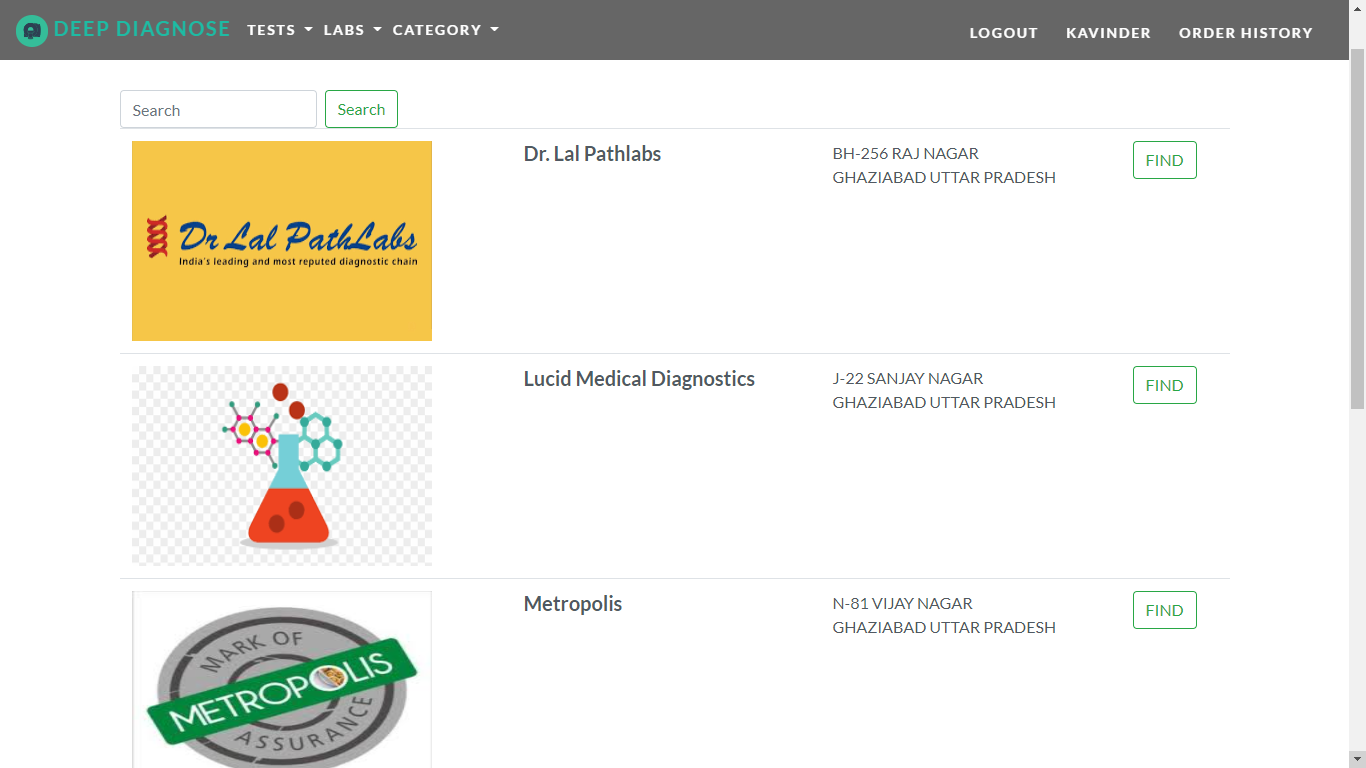 DEEP DIAGNOSE TESTS LABS CATEGORY LOGOUT KAVINDER ORDER HISTORY
Search Search
Dr Lal PathLabs
India's leading and most reputed diagnostic chain
Dr. Lal Pathlabs
BH-256 RAJ NAGAR
GHAZIABAD UTTAR PRADESH
FIND
Lucid Medical Diagnostics
J-22 SANJAY NAGAR
GHAZIABAD UTTAR PRADESH
FIND
MARK OF
METROPOLIS
ASSURANCE
Metropolis
N-81 VIJAY NAGAR
GHAZIABAD UTTAR PRADESH
FIND